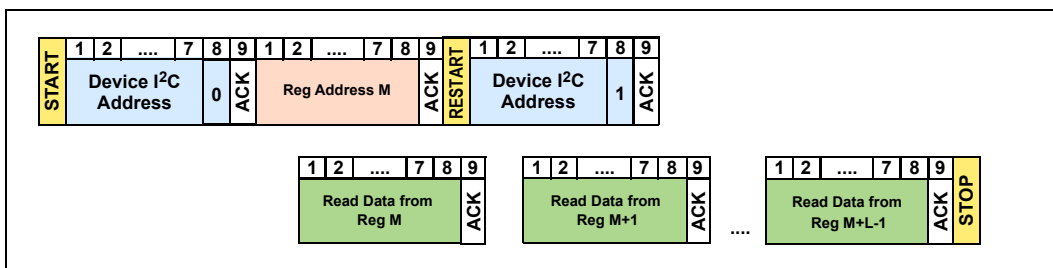 START 1 2 .... 7 8 9 1 2 .... 7 8 9 RESTART 1 2 .... 7 8 9
Device I²C Address 0 ACK Reg Address M ACK Device I²C Address 1 ACK
1 2 .... 7 8 9 1 2 .... 7 8 9 1 2 .... 7 8 9 STOP
Read Data from Reg M ACK Read Data from Reg M+1 ACK .... Read Data from Reg M+L-1 ACK